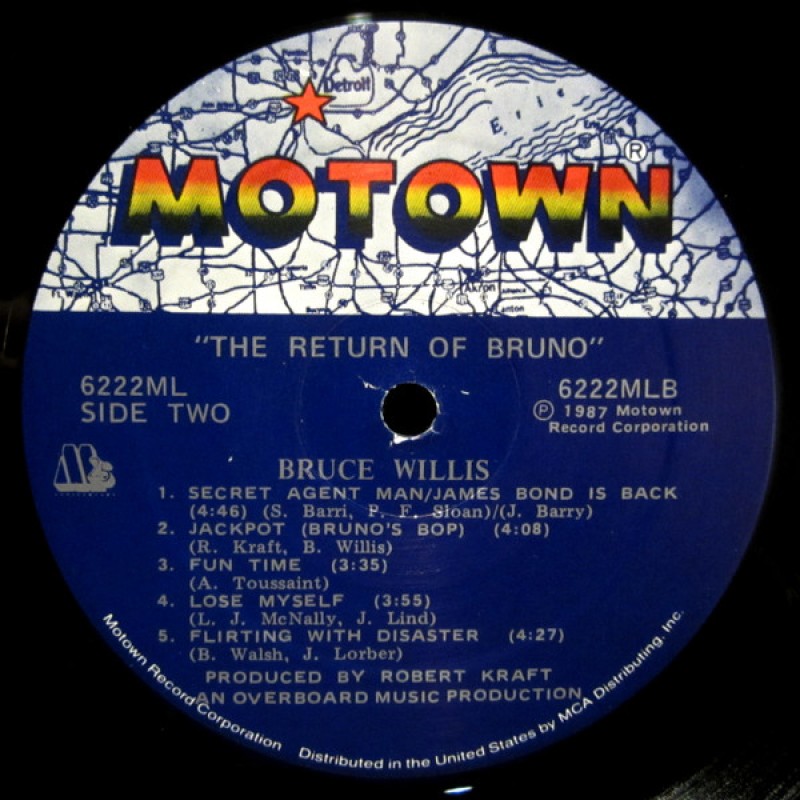 Detroit
Erie
MOTOWN®
Akron
Canton
"THE RETURN OF BRUNO"
6222ML
SIDE TWO
6222MLB
℗ 1987 Motown
Record Corporation
BRUCE WILLIS
1. SECRET AGENT MAN/JAMES BOND IS BACK
(4:46) (S. Barri, P. F. Sloan)/(J. Barry)
2. JACKPOT (BRUNO'S BOP) (4:08)
(R. Kraft, B. Willis)
3. FUN TIME (3:35)
(A. Toussaint)
4. LOSE MYSELF (3:55)
(L. J. McNally, J. Lind)
5. FLIRTING WITH DISASTER (4:27)
(B. Walsh, J. Lorber)
PRODUCED BY ROBERT KRAFT
AN OVERBOARD MUSIC PRODUCTION
Motown Record Corporation Distributed in the United States by MCA Distributing, Inc.